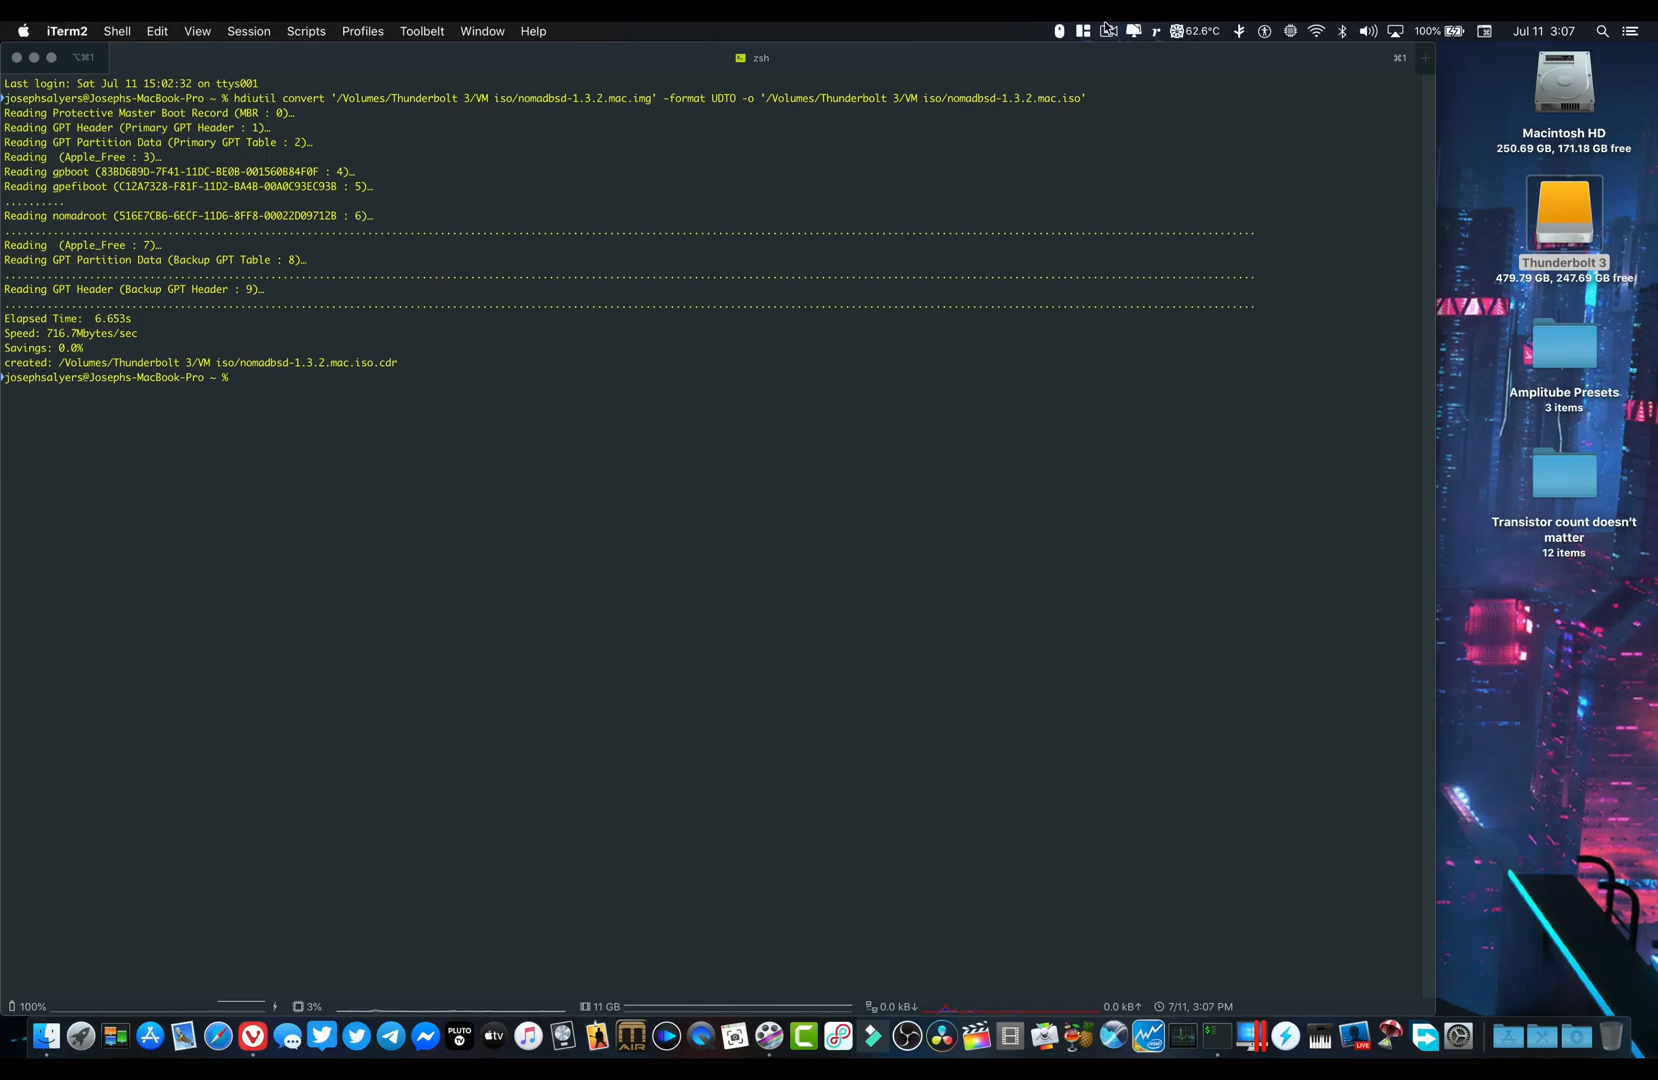 iTerm2 Shell Edit View Session Scripts Profiles Toolbelt Window Help
62.6°C 100% Jul 11 3:07
⌥⌘1 zsh ⌘1
Last login: Sat Jul 11 15:02:32 on ttys001
josephsalyers@Josephs-MacBook-Pro ~ % hdiutil convert '/Volumes/Thunderbolt 3/VM iso/nomadbsd-1.3.2.mac.img' -format UDTO -o '/Volumes/Thunderbolt 3/VM iso/nomadbsd-1.3.2.mac.iso'
Reading Protective Master Boot Record (MBR : 0)…
Reading GPT Header (Primary GPT Header : 1)…
Reading GPT Partition Data (Primary GPT Table : 2)…
Reading  (Apple_Free : 3)…
Reading gpboot (83BD6B9D-7F41-11DC-BE0B-001560B84F0F : 4)…
Reading gpefiboot (C12A7328-F81F-11D2-BA4B-00A0C93EC93B : 5)…
..........
Reading nomadroot (516E7CB6-6ECF-11D6-8FF8-00022D09712B : 6)…
Reading  (Apple_Free : 7)…
Reading GPT Partition Data (Backup GPT Table : 8)…
Reading GPT Header (Backup GPT Header : 9)…
Elapsed Time:  6.653s
Speed: 716.7Mbytes/sec
Savings: 0.0%
created: /Volumes/Thunderbolt 3/VM iso/nomadbsd-1.3.2.mac.iso.cdr
josephsalyers@Josephs-MacBook-Pro ~ %
Macintosh HD
250.69 GB, 171.18 GB free
Thunderbolt 3
479.79 GB, 247.69 GB free
Amplitube Presets
3 items
Transistor count doesn't
matter
12 items
100% 3% 11 GB 0.0 kB↓ 0.0 kB↑ 7/11, 3:07 PM
PLUTO TV
tv
AIR
intel
LIVE